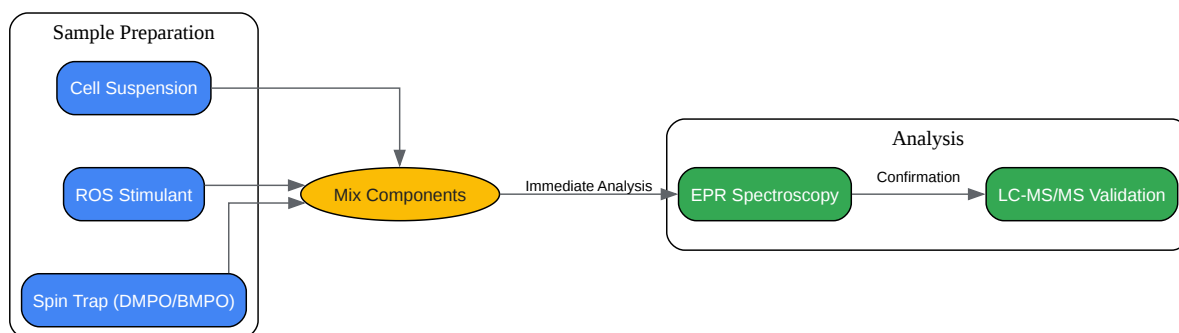 Sample Preparation
Cell Suspension
ROS Stimulant
Spin Trap (DMPO/BMPO)
Mix Components
Immediate Analysis
Analysis
EPR Spectroscopy
Confirmation
LC-MS/MS Validation